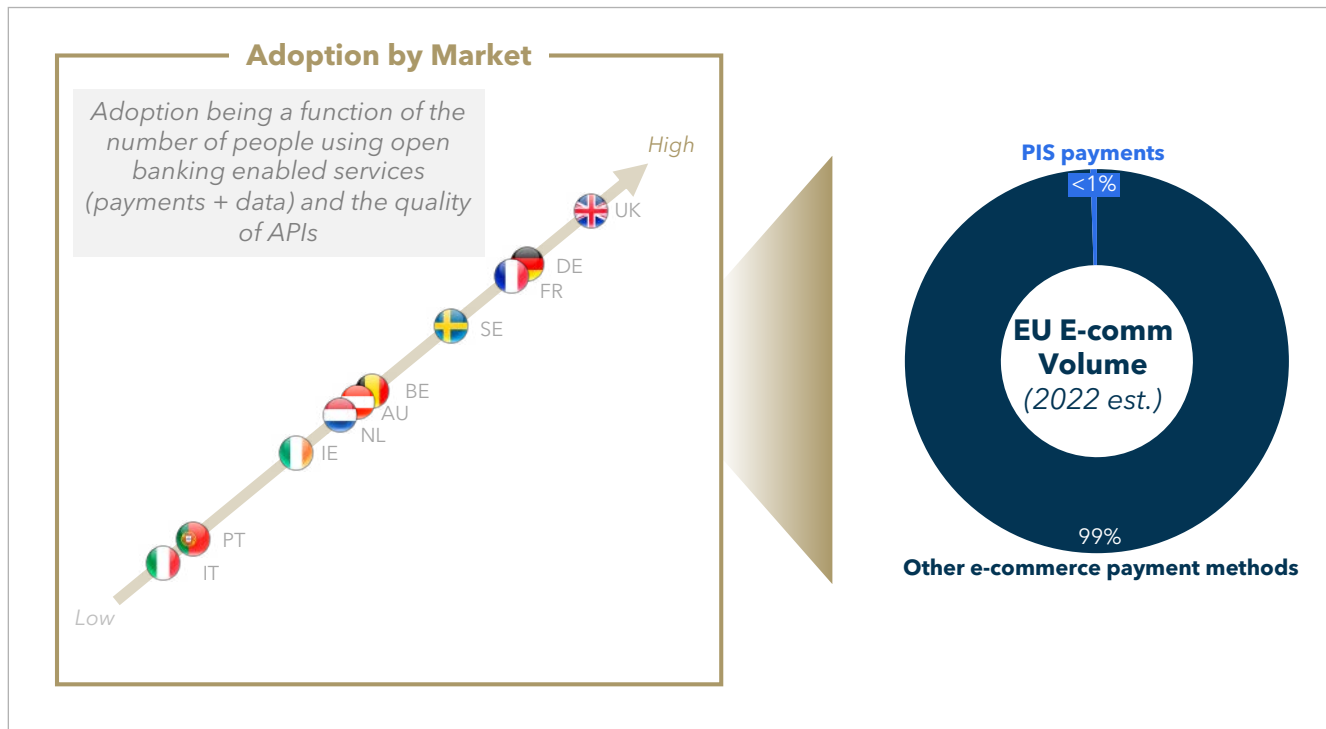 Adoption by Market
Adoption being a function of the
number of people using open
banking enabled services
(payments + data) and the quality
of APIs
High
UK
DE
FR
SE
BE
AU
NL
IE
PT
IT
Low
PIS payments
<1%
EU E-comm
Volume
(2022 est.)
99%
Other e-commerce payment methods